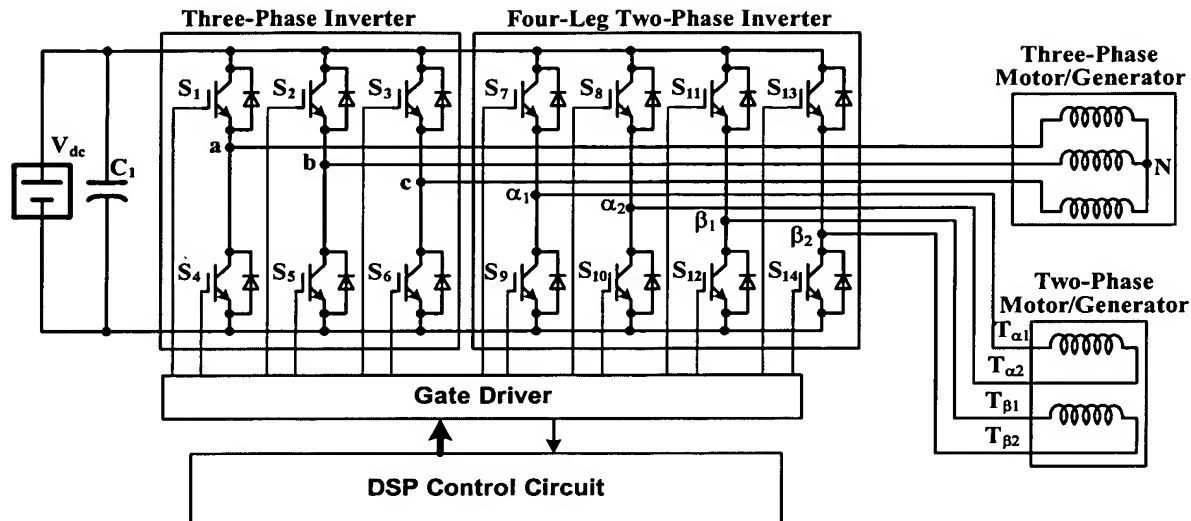 Three-Phase Inverter
Four-Leg Two-Phase Inverter
Three-Phase
Motor/Generator
S1
S2
S3
S7
S8
S11
S13
Vdc
C1
a
b
c
α1
α2
β1
β2
N
S4
S5
S6
S9
S10
S12
S14
Two-Phase
Motor/Generator
Tα1
Tα2
Tβ1
Tβ2
Gate Driver
DSP Control Circuit